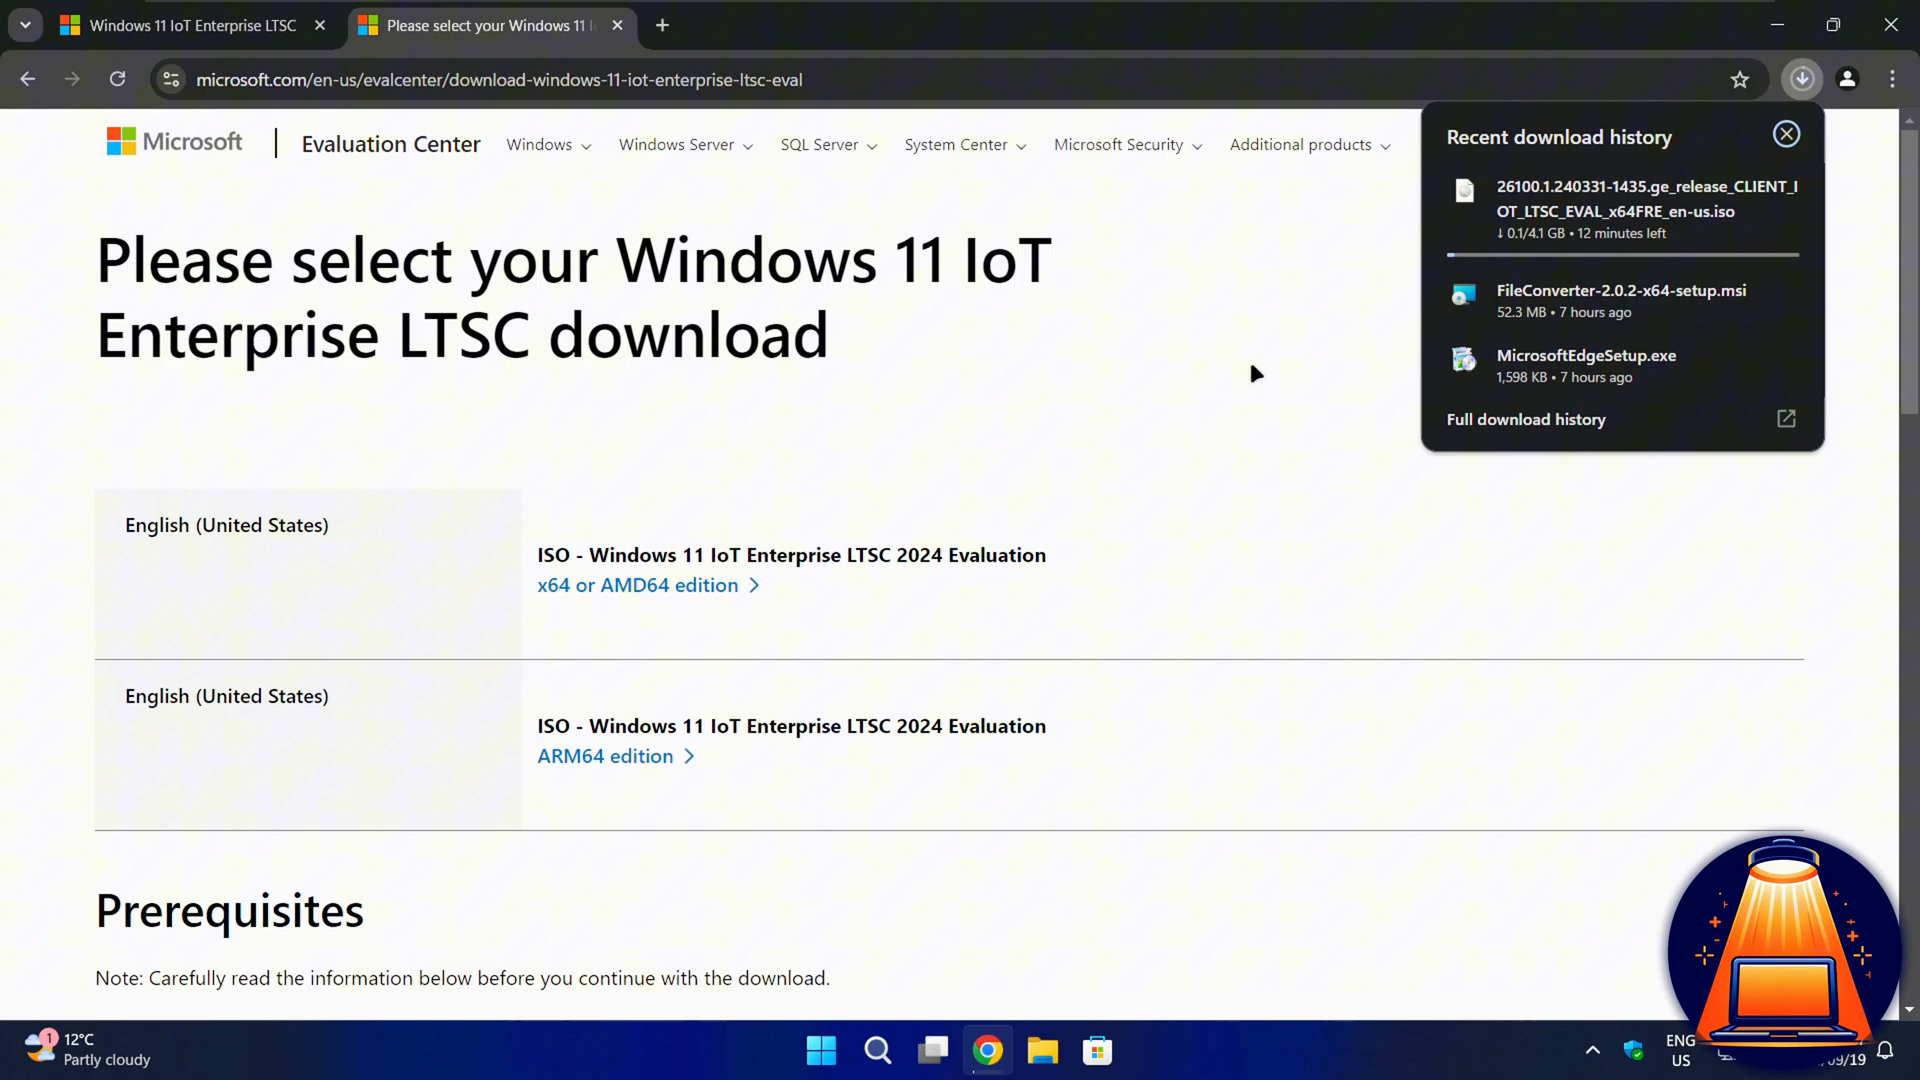 Windows 11 IoT Enterprise LTSC
Please select your Windows 11 I
microsoft.com/en-us/evalcenter/download-windows-11-iot-enterprise-ltsc-eval
Microsoft
Evaluation Center
Windows
Windows Server
SQL Server
System Center
Microsoft Security
Additional products
Recent download history
26100.1.240331-1435.ge_release_CLIENT_I
OT_LTSC_EVAL_x64FRE_en-us.iso
↓ 0.1/4.1 GB • 12 minutes left
FileConverter-2.0.2-x64-setup.msi
52.3 MB • 7 hours ago
MicrosoftEdgeSetup.exe
1,598 KB • 7 hours ago
Full download history
Please select your Windows 11 IoT
Enterprise LTSC download
English (United States)
ISO - Windows 11 IoT Enterprise LTSC 2024 Evaluation
x64 or AMD64 edition
English (United States)
ISO - Windows 11 IoT Enterprise LTSC 2024 Evaluation
ARM64 edition
Prerequisites
Note: Carefully read the information below before you continue with the download.
1
12°C
Partly cloudy
ENG
US
09/19